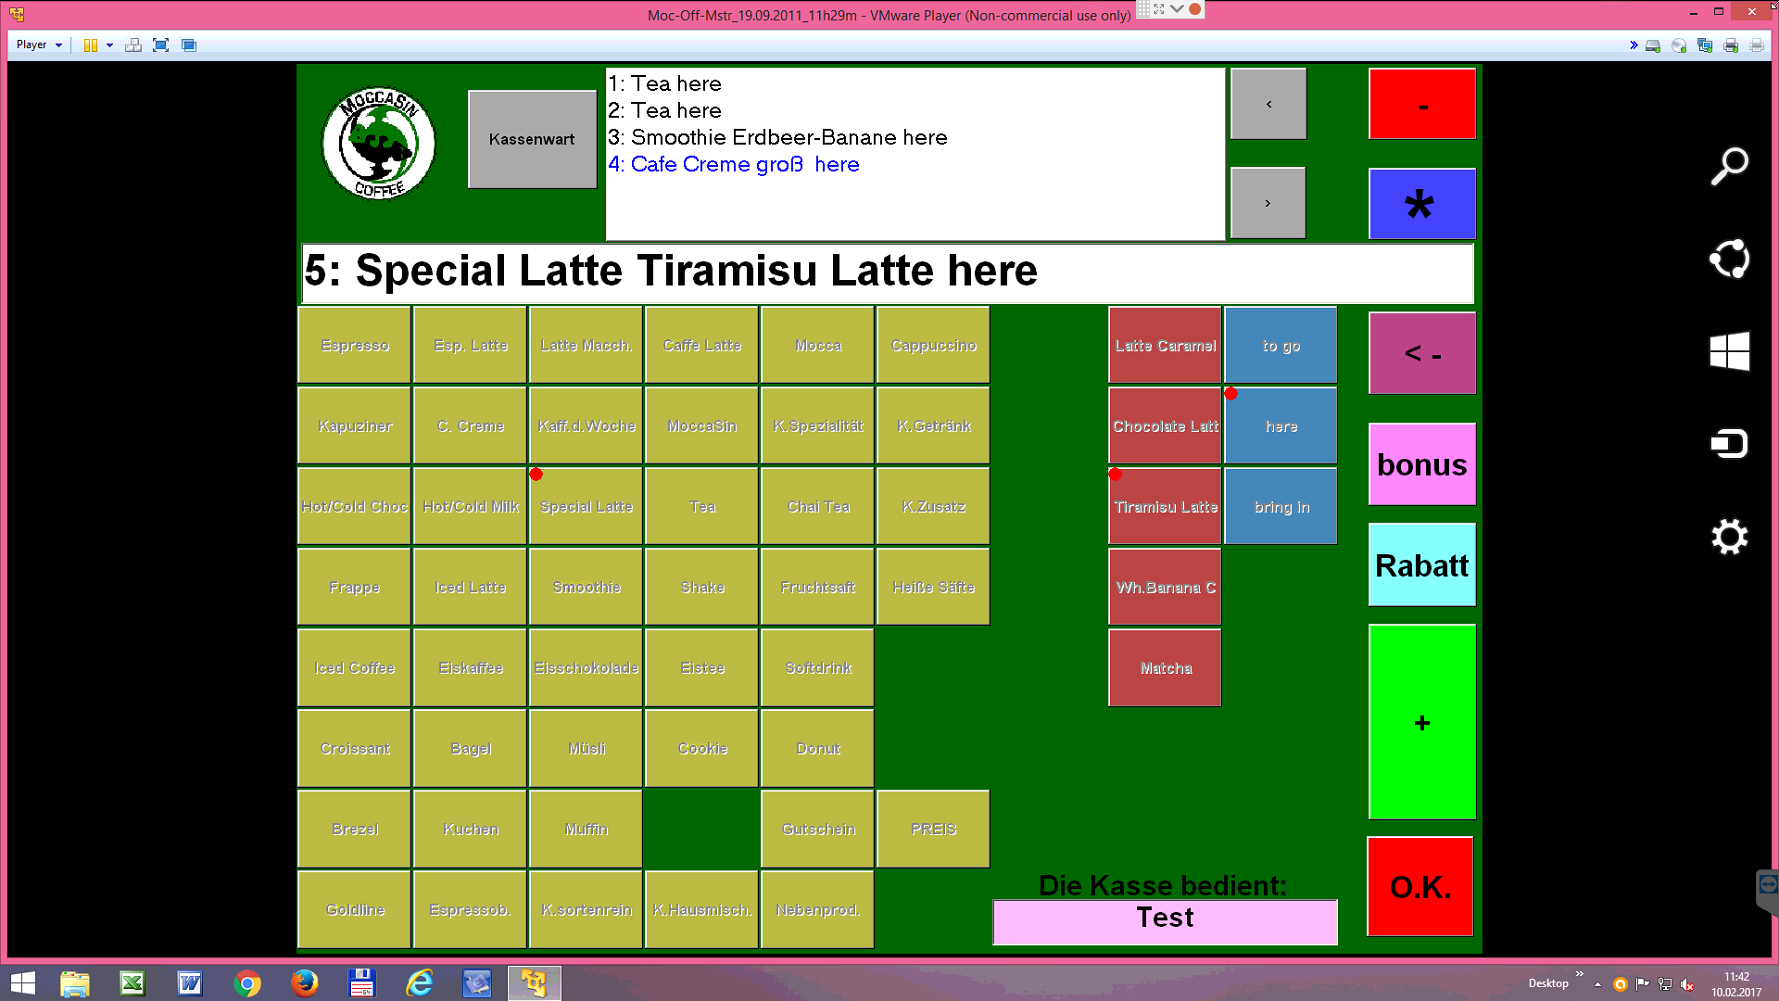 Moc-Off-Mstr_19.09.2011_11h29m - VMware Player (Non-commercial use only)
Player
MOCCASIN
COFFEE
Kassenwart
1: Tea here
2: Tea here
3: Smoothie Erdbeer-Banane here
4: Cafe Creme groß  here
<
>
-
*
5: Special Latte Tiramisu Latte here
Espresso
Esp. Latte
Latte Macch.
Caffe Latte
Mocca
Cappuccino
Latte Caramel
to go
< -
Kapuziner
C. Creme
Kaff.d.Woche
MoccaSin
K.Spezialität
K.Getränk
Chocolate Latt
here
bonus
Hot/Cold Choc
Hot/Cold Milk
Special Latte
Tea
Chai Tea
K.Zusatz
Tiramisu Latte
bring in
Rabatt
Frappe
Iced Latte
Smoothie
Shake
Fruchtsaft
Heiße Säfte
Wh.Banana C
Iced Coffee
Eiskaffee
Eisschokolade
Eistee
Softdrink
Matcha
+
Croissant
Bagel
Müsli
Cookie
Donut
Brezel
Kuchen
Muffin
Gutschein
PREIS
Goldline
Espressob.
K.sortenrein
K.Hausmisch.
Nebenprod.
Die Kasse bedient:
Test
O.K.
Desktop
11:42
10.02.2017